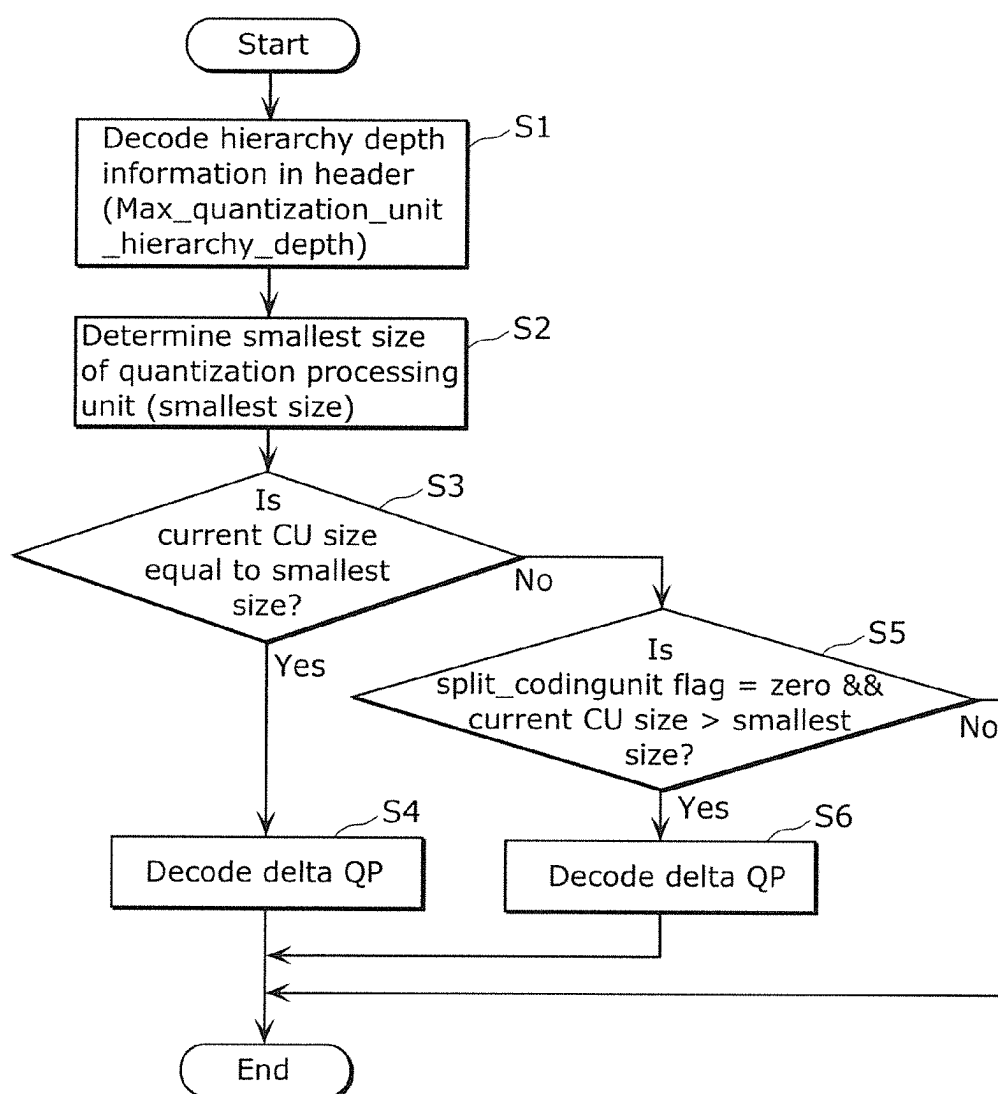 Start
S1
Decode hierarchy depth
information in header
(Max_quantization_unit
_hierarchy_depth)
S2
Determine smallest size
of quantization processing
unit (smallest size)
S3
Is
current CU size
equal to smallest
size?
No
Yes
S5
Is
split_codingunit flag = zero &&
current CU size > smallest
size?
No
Yes
S4
Decode delta QP
S6
Decode delta QP
End